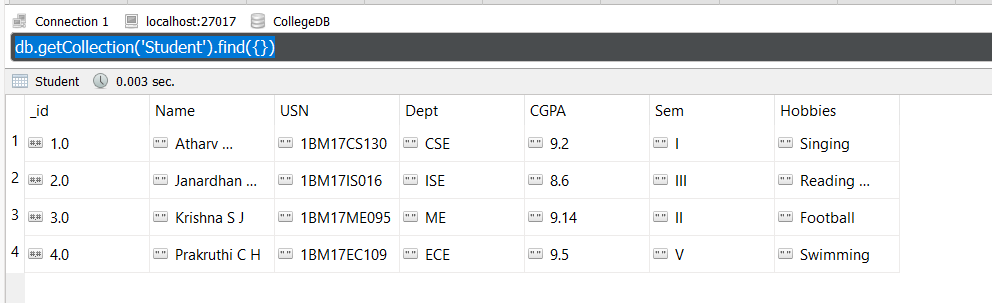 Connection 1 localhost:27017 CollegeDB
db.getCollection('Student').find({})
Student 0.003 sec.
_id Name USN Dept CGPA Sem Hobbies
1 1.0 Atharv ... 1BM17CS130 CSE 9.2 I Singing
2 2.0 Janardhan ... 1BM17IS016 ISE 8.6 III Reading ...
3 3.0 Krishna S J 1BM17ME095 ME 9.14 II Football
4 4.0 Prakruthi C H 1BM17EC109 ECE 9.5 V Swimming